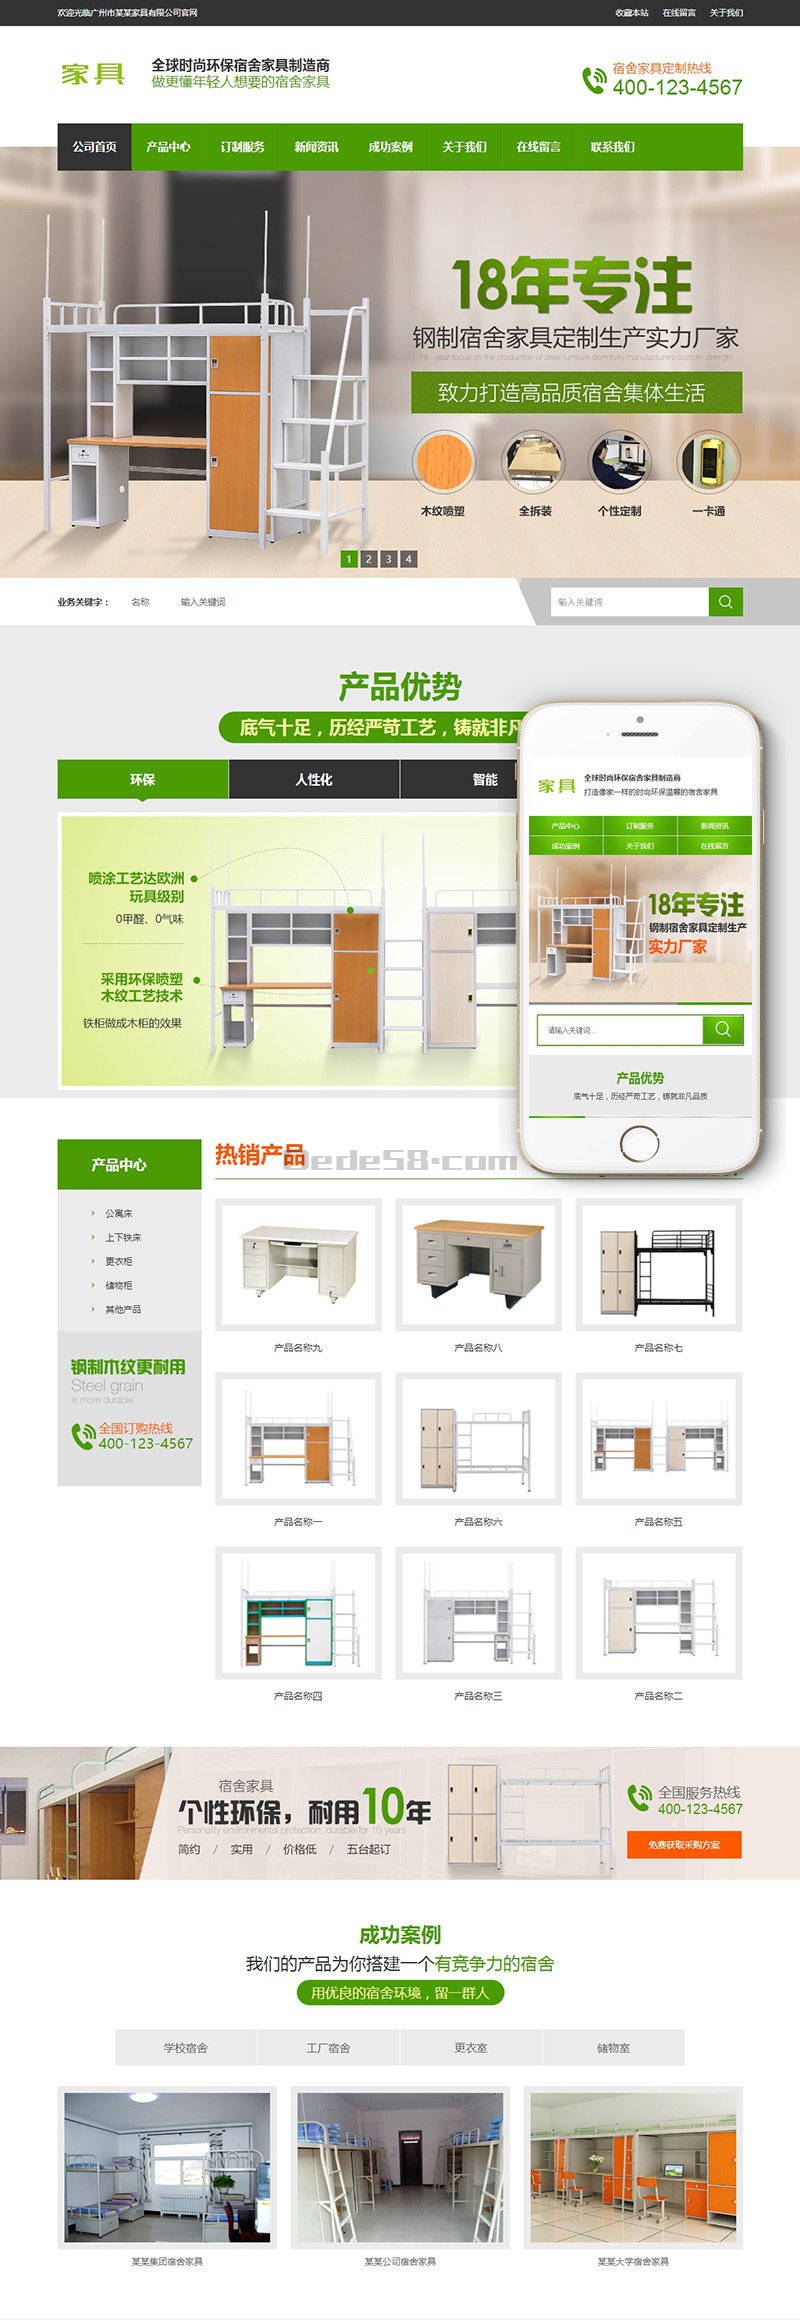 欢迎光临广州市某某家具有限公司官网
收藏本站 在线留言 关于我们
家具
全球时尚环保宿舍家具制造商
做更懂年轻人想要的宿舍家具
宿舍家具定制热线
400-123-4567
公司首页 产品中心 订制服务 新闻资讯 成功案例 关于我们 在线留言 联系我们
18年专注
钢制宿舍家具定制生产实力厂家
18 - year focus on the production of steel furniture dormitory manufacturers custom strength
致力打造高品质宿舍集体生活
木纹喷塑 全拆装 个性定制 一卡通
1 2 3 4
业务关键字： 名称 输入关键词
输入关键词
产品优势
底气十足，历经严苛工艺，铸就非凡
环保 人性化 智能
喷涂工艺达欧洲
玩具级别
0甲醛、0气味
采用环保喷塑
木纹工艺技术
铁柜做成木柜的效果
家具
全球时尚环保宿舍家具制造商
打造像家一样的时尚环保温馨的宿舍家具
产品中心 订制服务 新闻资讯
成功案例 关于我们 在线留言
18年专注
钢制宿舍家具定制生产
实力厂家
请输入关键词...
产品优势
底气十足，历经严苛工艺，铸就非凡品质
产品中心
公寓床
上下铁床
更衣柜
储物柜
其他产品
钢制木纹更耐用
Steel grain
is more durable
全国订购热线
400-123-4567
热销产品
Dede58.com
产品名称九 产品名称八 产品名称七
产品名称一 产品名称六 产品名称五
产品名称四 产品名称三 产品名称二
宿舍家具
个性环保，耐用10年
Personality environmental protection, durable for 10 years
简约 / 实用 / 价格低 / 五台起订
全国服务热线
400-123-4567
免费获取采购方案
成功案例
我们的产品为你搭建一个有竞争力的宿舍
用优良的宿舍环境，留一群人
学校宿舍 工厂宿舍 更衣室 储物室
某某集团宿舍家具 某某公司宿舍家具 某某大学宿舍家具